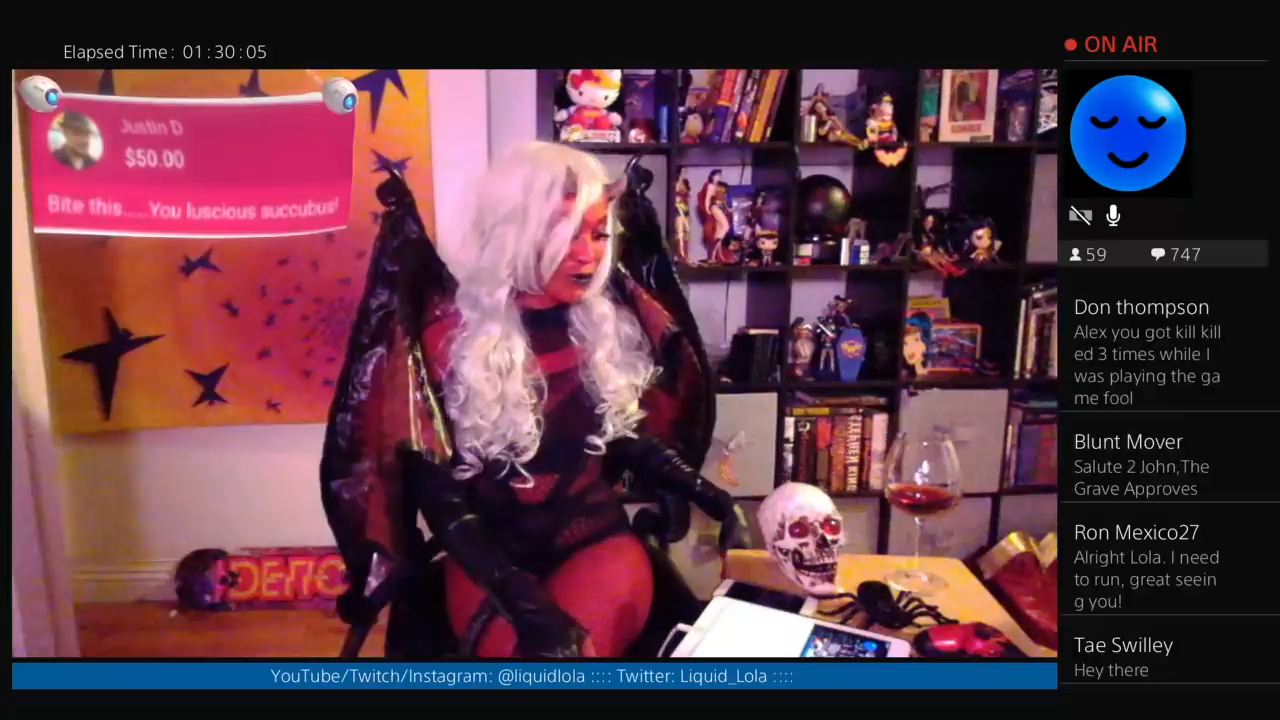 Elapsed Time: 01:30:05
ON AIR
Justin D
$50.00
Bite this.....You luscious succubus!
59
747
Don thompson
Alex you got kill kill
ed 3 times while I
was playing the ga
me fool
Blunt Mover
Salute 2 John,The
Grave Approves
Ron Mexico27
Alright Lola. I need
to run, great seein
g you!
Tae Swilley
Hey there
STEPHEN KING
YouTube/Twitch/Instagram: @liquidlola :::: Twitter: Liquid_Lola ::::